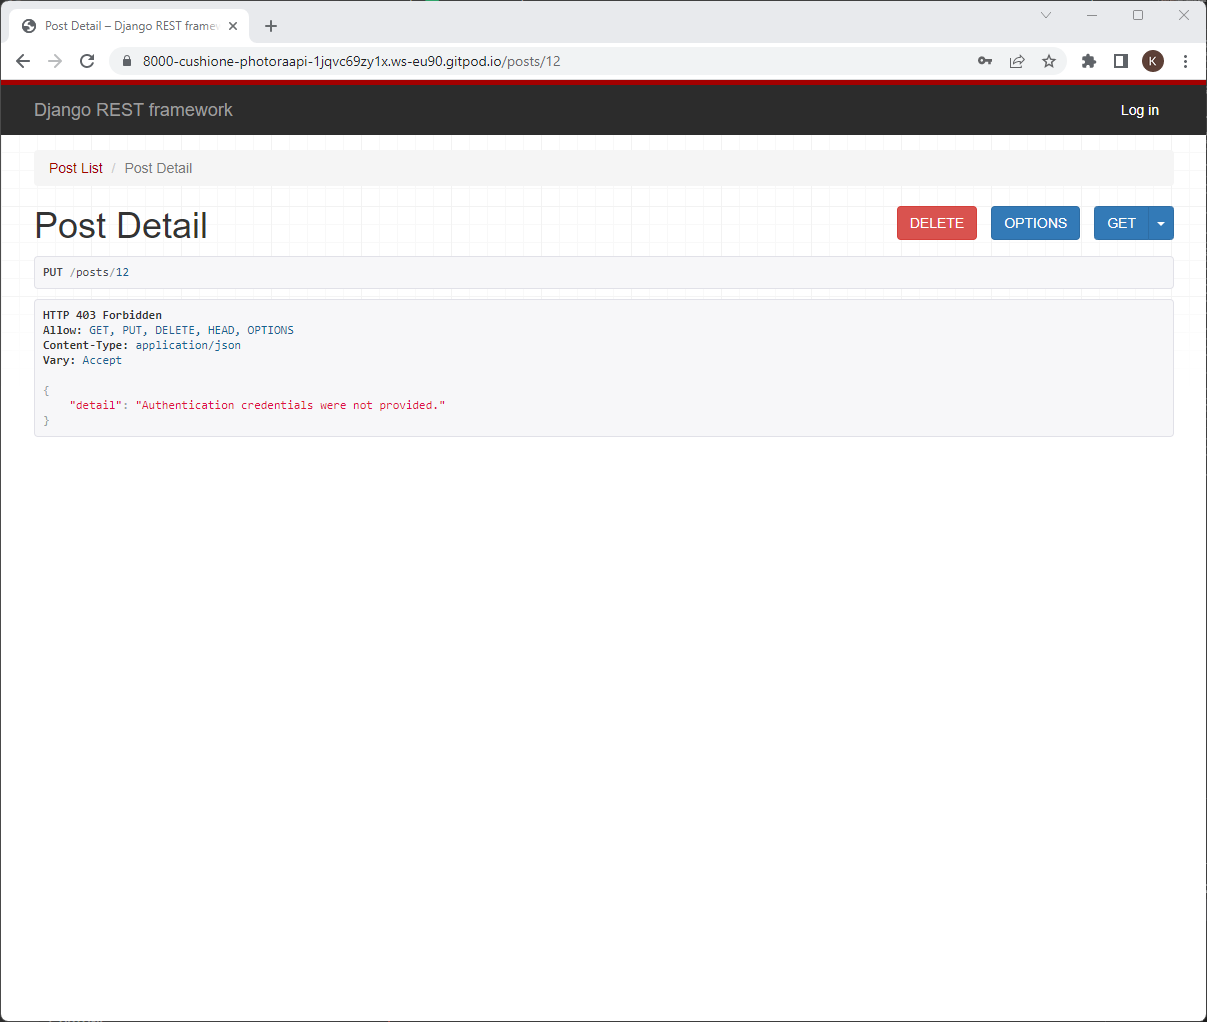 Post Detail – Django REST framew
8000-cushione-photoraapi-1jqvc69zy1x.ws-eu90.gitpod.io/posts/12
K
Django REST framework
Log in
Post List / Post Detail
Post Detail
DELETE
OPTIONS
GET
PUT /posts/12
HTTP 403 Forbidden
Allow: GET, PUT, DELETE, HEAD, OPTIONS
Content-Type: application/json
Vary: Accept
{
"detail": "Authentication credentials were not provided."
}